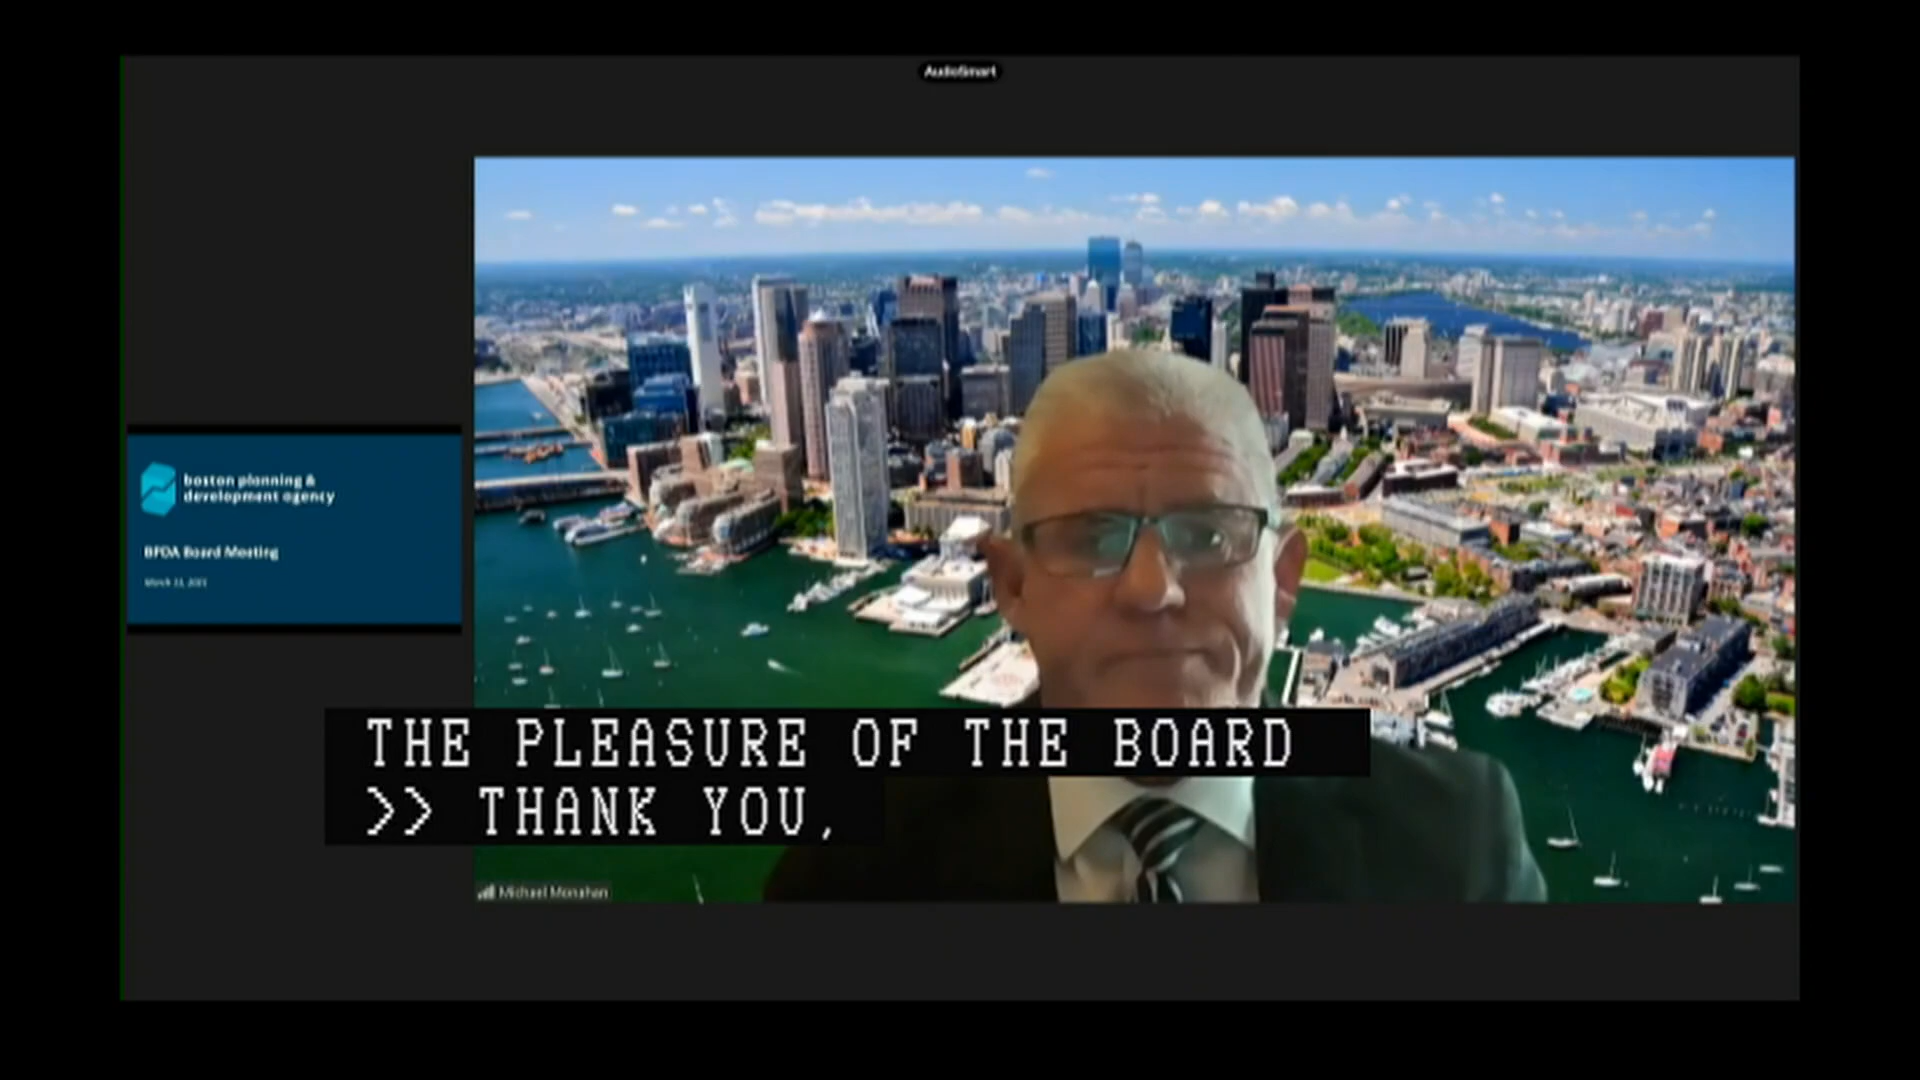 AudioSmart
boston planning &
development agency
BPDA Board Meeting
THE PLEASURE OF THE BOARD
>> THANK YOU,
Michael Monahan